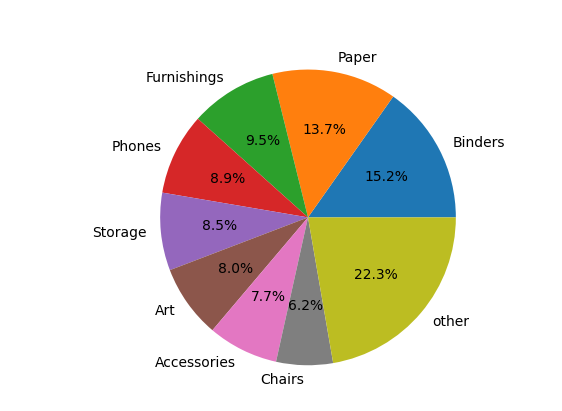 Paper
Furnishings
13.7%
Binders
9.5%
Phones
15.2%
8.9%
8.5%
Storage
8.0%
22.3%
7.7%
6.2%
Art
other
Accessories
Chairs